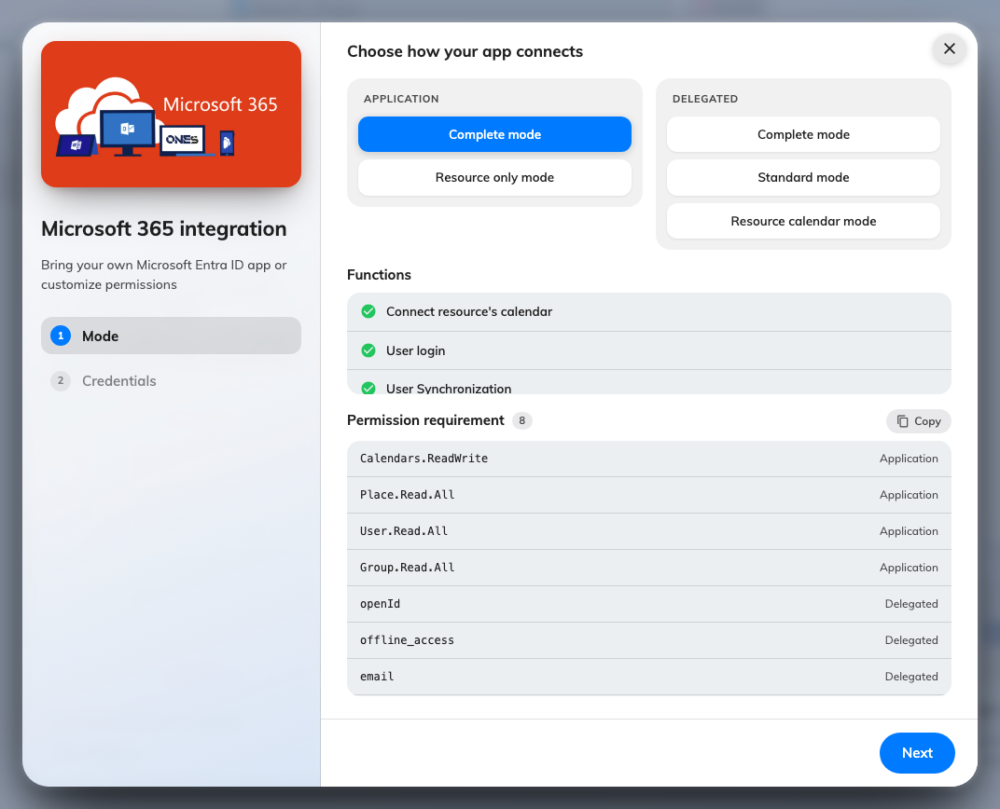 Microsoft 365
ONES
Microsoft 365 integration
Bring your own Microsoft Entra ID app or
customize permissions
1 Mode
2 Credentials
Choose how your app connects
APPLICATION
Complete mode
Resource only mode
DELEGATED
Complete mode
Standard mode
Resource calendar mode
Functions
Connect resource's calendar
User login
User Synchronization
Permission requirement 8
Copy
Calendars.ReadWrite Application
Place.Read.All Application
User.Read.All Application
Group.Read.All Application
openId Delegated
offline_access Delegated
email Delegated
Next